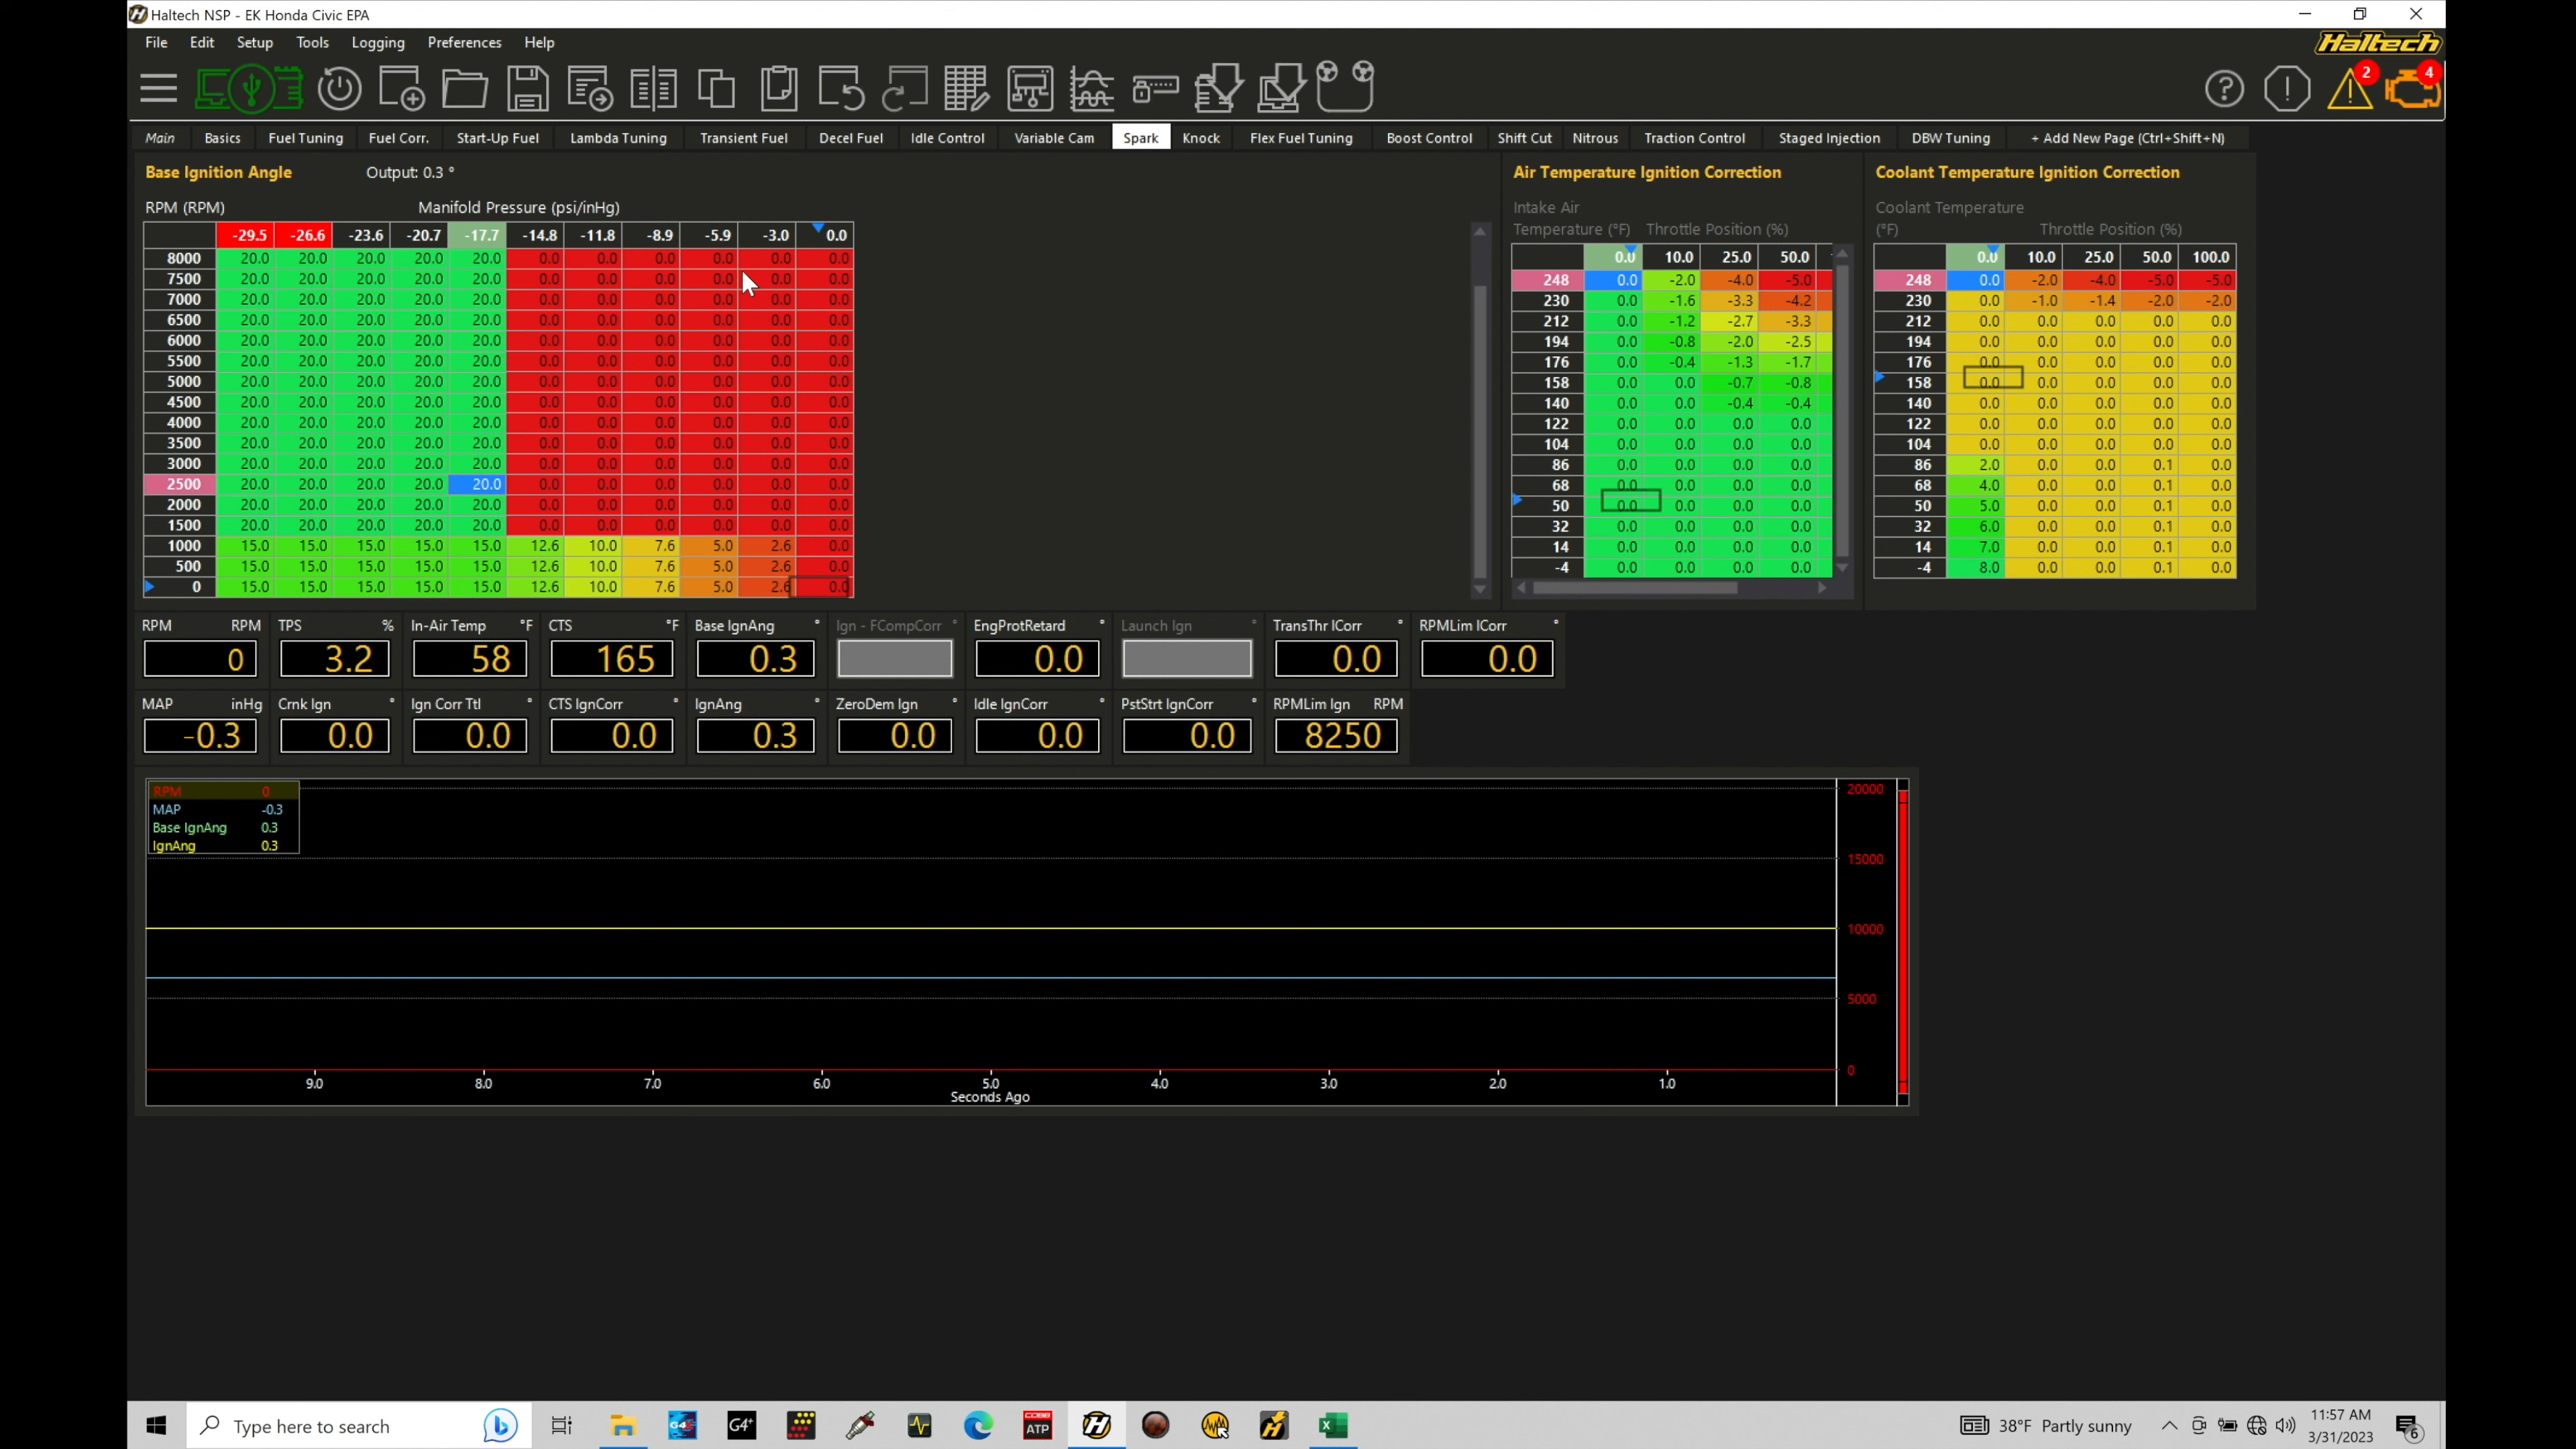 Haltech NSP - EK Honda Civic EPA
File Edit Setup Tools Logging Preferences Help
Haltech
2 4
Main Basics Fuel Tuning Fuel Corr. Start-Up Fuel Lambda Tuning Transient Fuel Decel Fuel Idle Control Variable Cam Spark Knock Flex Fuel Tuning Boost Control Shift Cut Nitrous Traction Control Staged Injection DBW Tuning + Add New Page (Ctrl+Shift+N)
Base Ignition Angle Output: 0.3 °
RPM (RPM) Manifold Pressure (psi/inHg)
-29.5 -26.6 -23.6 -20.7 -17.7 -14.8 -11.8 -8.9 -5.9 -3.0 0.0
8000 20.0 20.0 20.0 20.0 20.0 0.0 0.0 0.0 0.0 0.0 0.0
7500 20.0 20.0 20.0 20.0 20.0 0.0 0.0 0.0 0.0 0.0 0.0
7000 20.0 20.0 20.0 20.0 20.0 0.0 0.0 0.0 0.0 0.0 0.0
6500 20.0 20.0 20.0 20.0 20.0 0.0 0.0 0.0 0.0 0.0 0.0
6000 20.0 20.0 20.0 20.0 20.0 0.0 0.0 0.0 0.0 0.0 0.0
5500 20.0 20.0 20.0 20.0 20.0 0.0 0.0 0.0 0.0 0.0 0.0
5000 20.0 20.0 20.0 20.0 20.0 0.0 0.0 0.0 0.0 0.0 0.0
4500 20.0 20.0 20.0 20.0 20.0 0.0 0.0 0.0 0.0 0.0 0.0
4000 20.0 20.0 20.0 20.0 20.0 0.0 0.0 0.0 0.0 0.0 0.0
3500 20.0 20.0 20.0 20.0 20.0 0.0 0.0 0.0 0.0 0.0 0.0
3000 20.0 20.0 20.0 20.0 20.0 0.0 0.0 0.0 0.0 0.0 0.0
2500 20.0 20.0 20.0 20.0 20.0 0.0 0.0 0.0 0.0 0.0 0.0
2000 20.0 20.0 20.0 20.0 20.0 0.0 0.0 0.0 0.0 0.0 0.0
1500 20.0 20.0 20.0 20.0 20.0 0.0 0.0 0.0 0.0 0.0 0.0
1000 15.0 15.0 15.0 15.0 15.0 12.6 10.0 7.6 5.0 2.6 0.0
500 15.0 15.0 15.0 15.0 15.0 12.6 10.0 7.6 5.0 2.6 0.0
0 15.0 15.0 15.0 15.0 15.0 12.6 10.0 7.6 5.0 2.6 0.0
Air Temperature Ignition Correction
Intake Air
Temperature (°F) Throttle Position (%)
0.0 10.0 25.0 50.0
248 0.0 -2.0 -4.0 -5.0
230 0.0 -1.6 -3.3 -4.2
212 0.0 -1.2 -2.7 -3.3
194 0.0 -0.8 -2.0 -2.5
176 0.0 -0.4 -1.3 -1.7
158 0.0 0.0 -0.7 -0.8
140 0.0 0.0 -0.4 -0.4
122 0.0 0.0 0.0 0.0
104 0.0 0.0 0.0 0.0
86 0.0 0.0 0.0 0.0
68 0.0 0.0 0.0 0.0
50 0.0 0.0 0.0 0.0
32 0.0 0.0 0.0 0.0
14 0.0 0.0 0.0 0.0
-4 0.0 0.0 0.0 0.0
Coolant Temperature Ignition Correction
Coolant Temperature
(°F) Throttle Position (%)
0.0 10.0 25.0 50.0 100.0
248 0.0 -2.0 -4.0 -5.0 -5.0
230 0.0 -1.0 -1.4 -2.0 -2.0
212 0.0 0.0 0.0 0.0 0.0
194 0.0 0.0 0.0 0.0 0.0
176 0.0 0.0 0.0 0.0 0.0
158 0.0 0.0 0.0 0.0 0.0
140 0.0 0.0 0.0 0.0 0.0
122 0.0 0.0 0.0 0.0 0.0
104 0.0 0.0 0.0 0.0 0.0
86 2.0 0.0 0.0 0.1 0.0
68 4.0 0.0 0.0 0.1 0.0
50 5.0 0.0 0.0 0.1 0.0
32 6.0 0.0 0.0 0.1 0.0
14 7.0 0.0 0.0 0.1 0.0
-4 8.0 0.0 0.0 0.1 0.0
RPM RPM TPS % In-Air Temp °F CTS °F Base IgnAng ° Ign - FCompCorr ° EngProtRetard ° Launch Ign ° TransThr ICorr ° RPMLim ICorr °
0 3.2 58 165 0.3 0.0 0.0 0.0
MAP inHg Crnk Ign ° Ign Corr Ttl ° CTS IgnCorr ° IgnAng ° ZeroDem Ign ° Idle IgnCorr ° PstStrt IgnCorr ° RPMLim Ign RPM
-0.3 0.0 0.0 0.0 0.3 0.0 0.0 0.0 8250
RPM 0
MAP -0.3
Base IgnAng 0.3
IgnAng 0.3
20000
15000
10000
5000
0
9.0 8.0 7.0 6.0 5.0 4.0 3.0 2.0 1.0
Seconds Ago
Type here to search
G4+
COBB
ATP
38°F Partly sunny
11:57 AM
3/31/2023
6